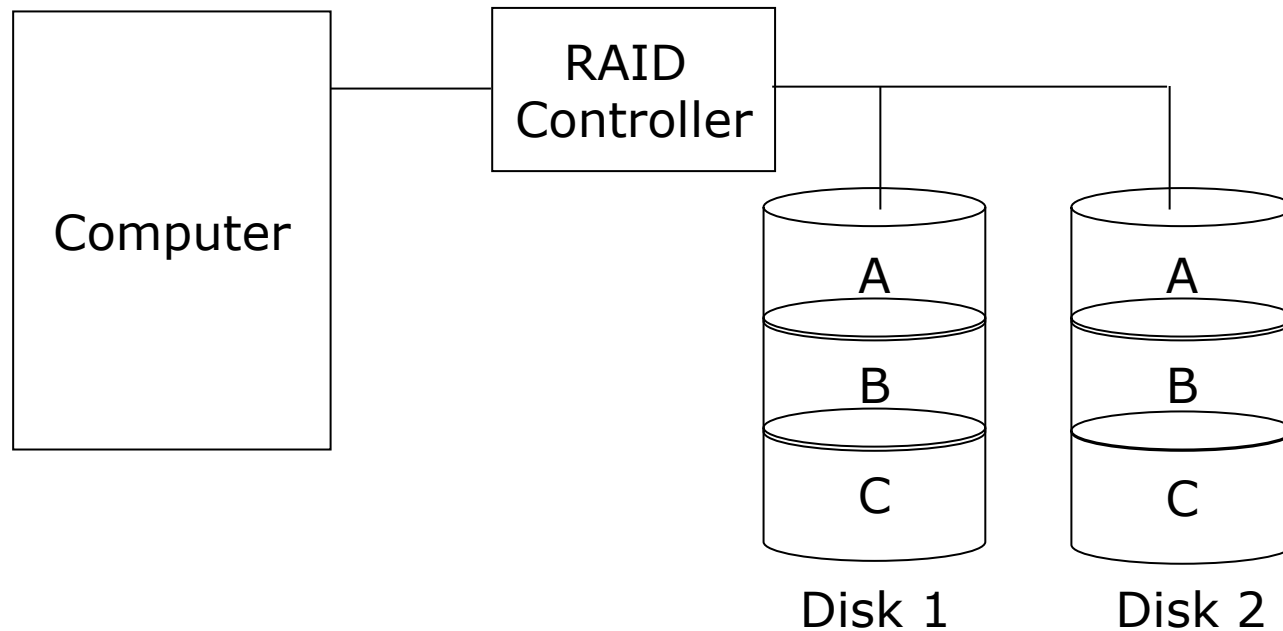 RAID
Controller
Computer
A
B
C
A
B
C
Disk 1
Disk 2